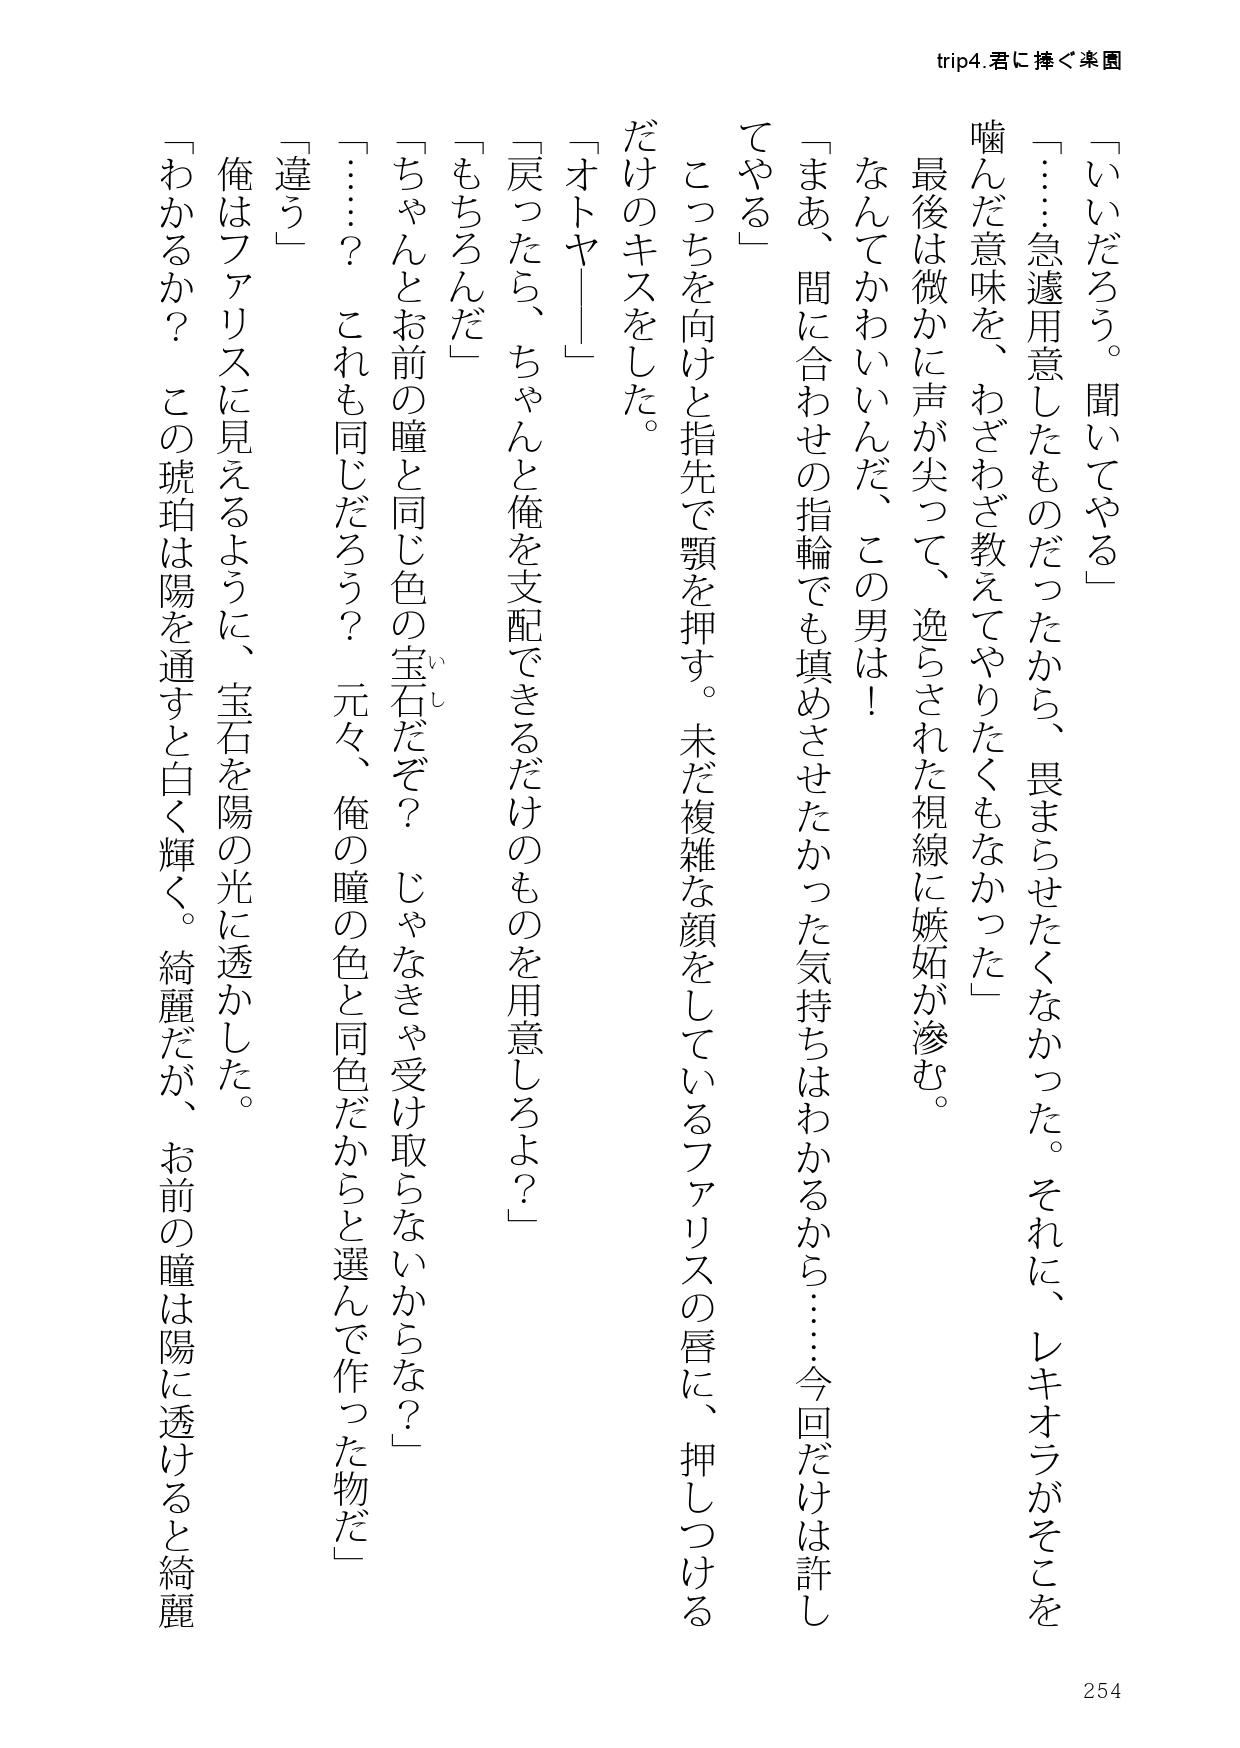 trip4.君に捧ぐ楽園
「いいだろう。聞いてやる」
「……急遽用意したものだったから、畏まらせたくなかった。それに、レキオラがそこを
噛んだ意味を、わざわざ教えてやりたくもなかった」
最後は微かに声が尖って、逸らされた視線に嫉妬が滲む。
なんてかわいいんだ、この男は！
「まあ、間に合わせの指輪でも填めさせたかった気持ちはわかるから……今回だけは許し
てやる」
こっちを向けと指先で顎を押す。未だ複雑な顔をしているファリスの唇に、押しつける
だけのキスをした。
「オトヤ――」
「戻ったら、ちゃんと俺を支配できるだけのものを用意しろよ？」
「もちろんだ」
「ちゃんとお前の瞳と同じ色の宝石だぞ？　じゃなきゃ受け取らないからな？」
いし
「……？　これも同じだろう？　元々、俺の瞳の色と同色だからと選んで作った物だ」
「違う」
俺はファリスに見えるように、宝石を陽の光に透かした。
「わかるか？　この琥珀は陽を通すと白く輝く。綺麗だが、お前の瞳は陽に透けると綺麗
254